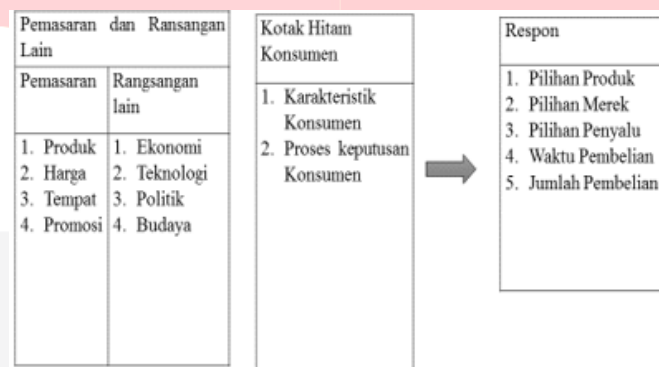 Pemasaran dan Ransangan
Lain
Pemasaran
Rangsangan
lain
1. Produk
2. Harga
3. Tempat
4. Promosi
1. Ekonomi
2. Teknologi
3. Politik
4. Budaya
Kotak Hitam
Konsumen
1. Karakteristik
Konsumen
2. Proses keputusan
Konsumen
Respon
1. Pilihan Produk
2. Pilihan Merek
3. Pilihan Penyalu
4. Waktu Pembelian
5. Jumlah Pembelian